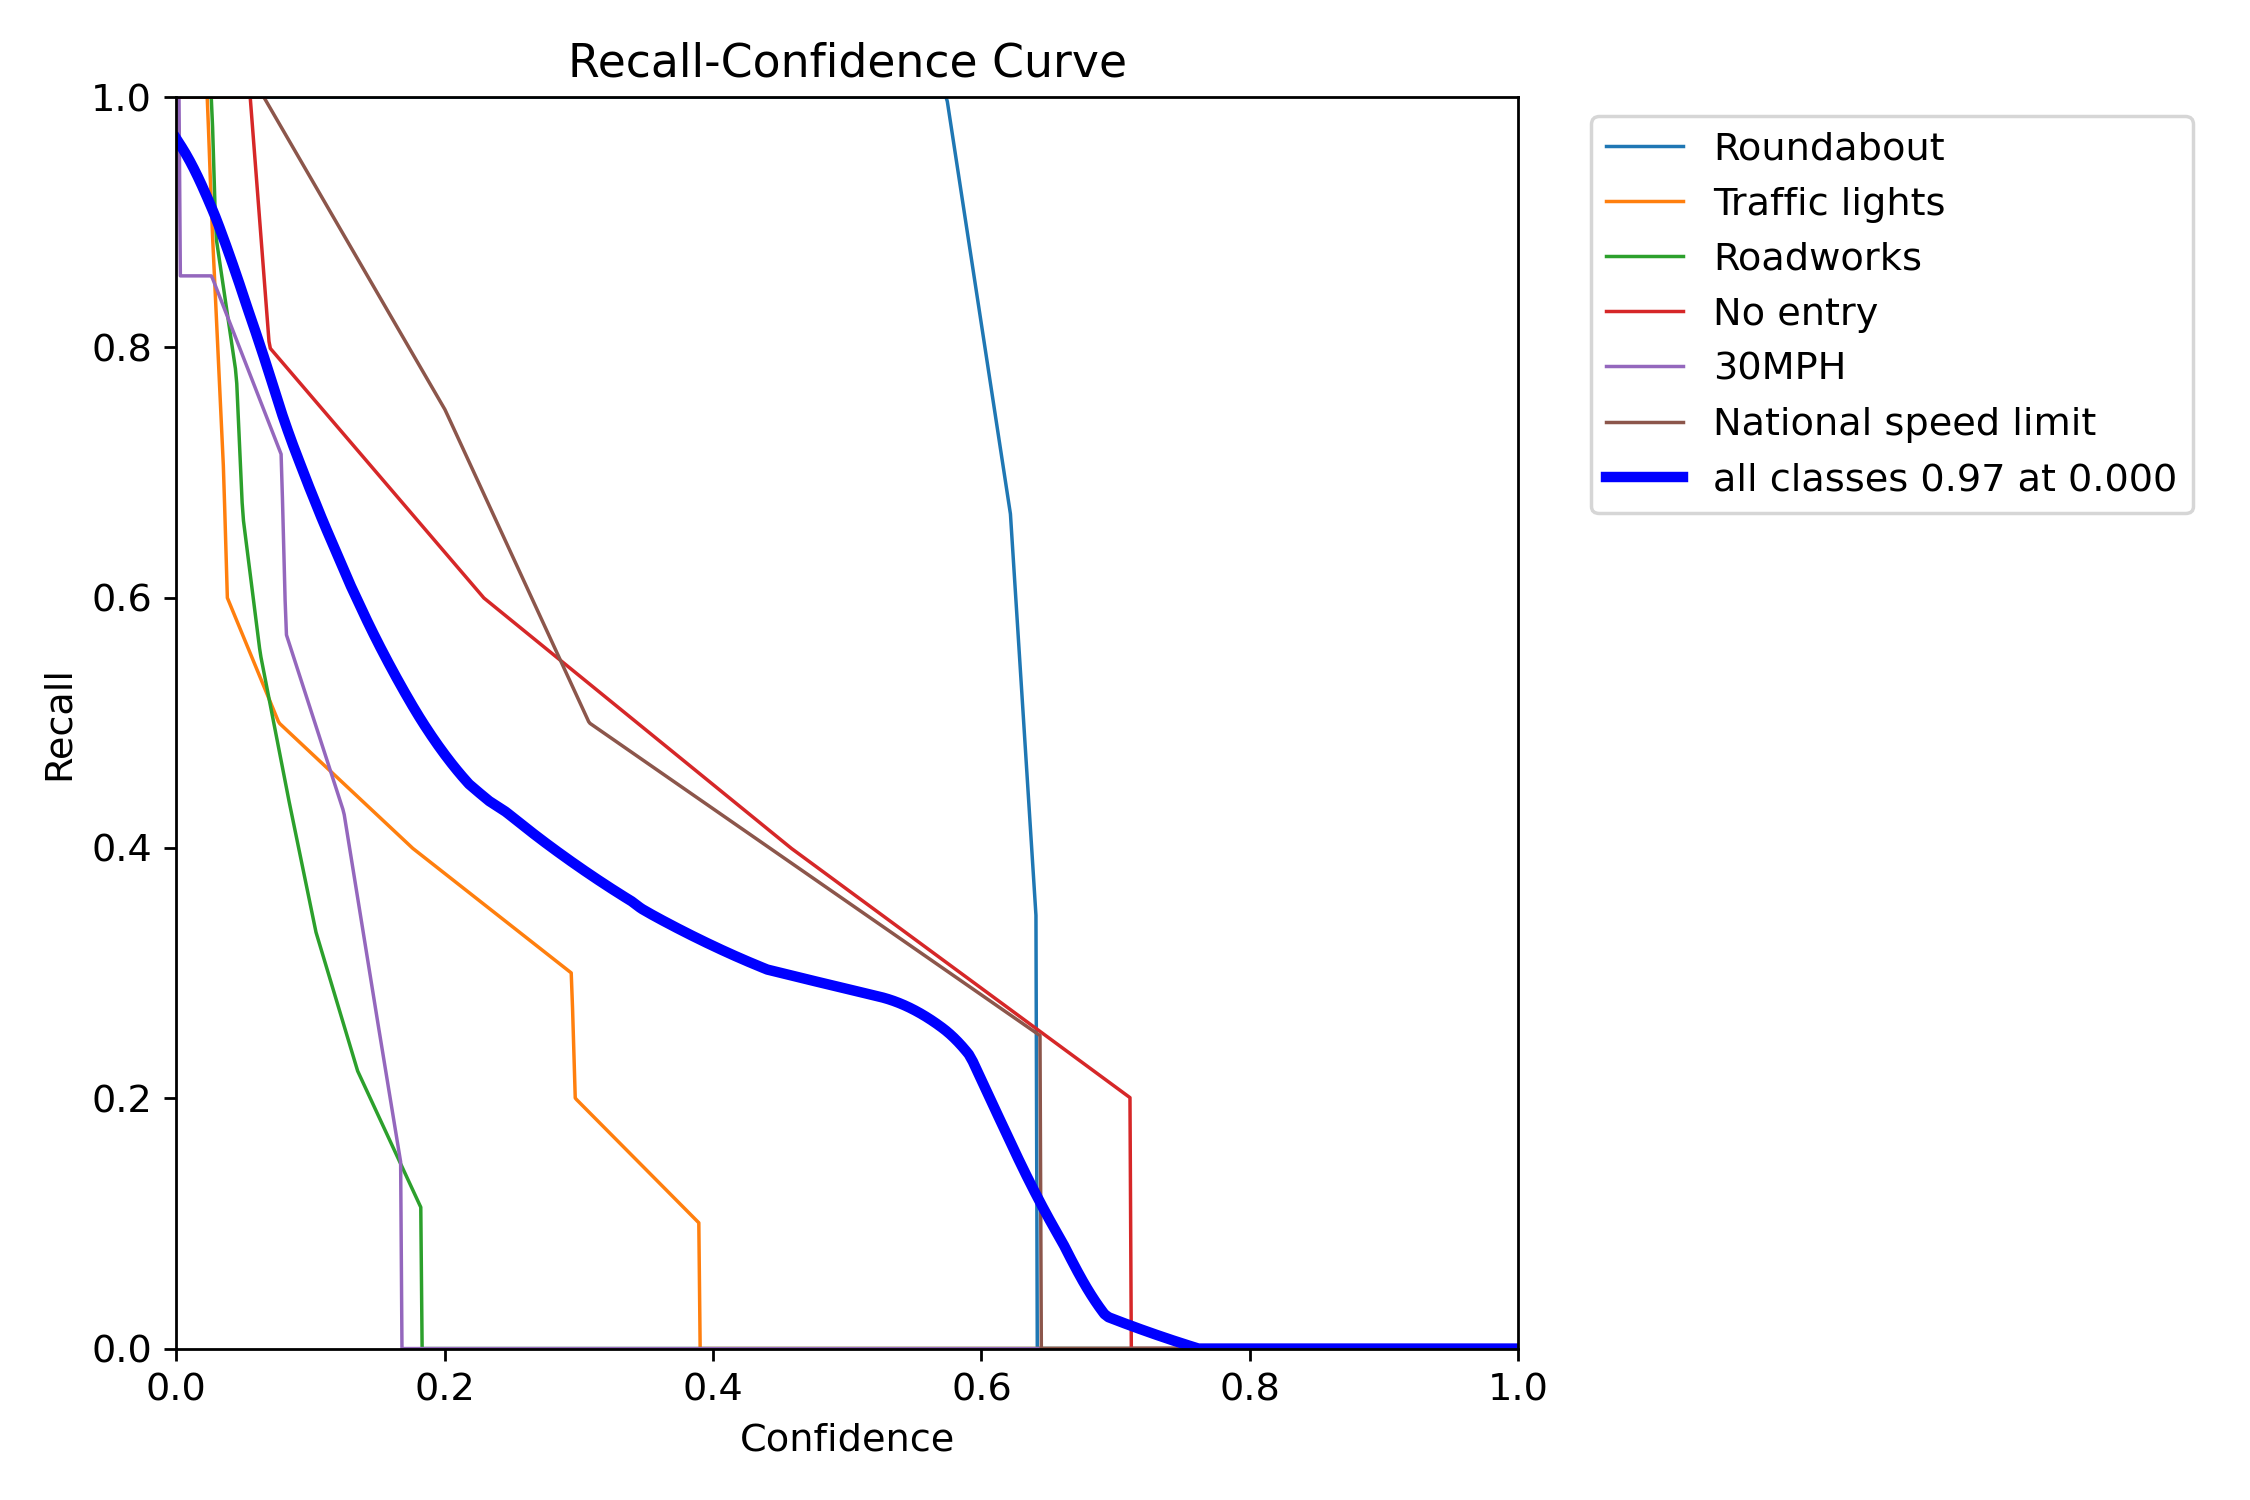 Recall-Confidence Curve
1.0
0.8
0.6
0.4
0.2
0.0
Recall
0.0 0.2 0.4 0.6 0.8 1.0
Confidence
Roundabout
Traffic lights
Roadworks
No entry
30MPH
National speed limit
all classes 0.97 at 0.000